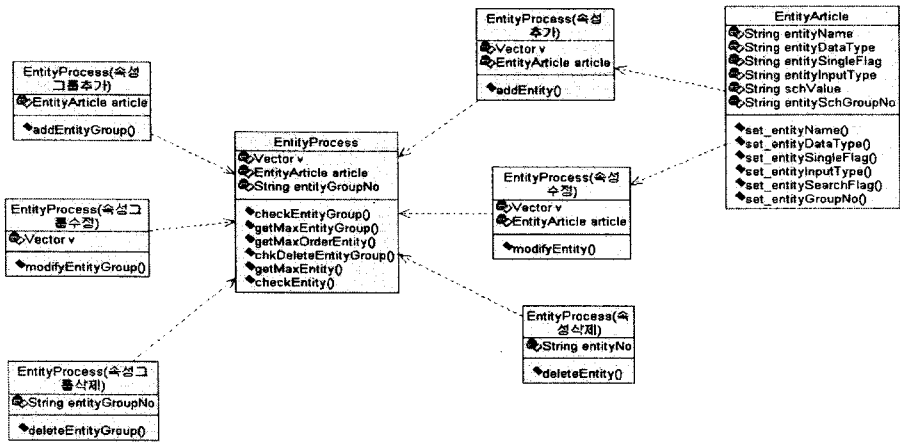 EntityProcess(속성
그룹추가)
EntityArticle article
addEntityGroup()
EntityProcess(속성그
룹수정)
Vector v
modifyEntityGroup()
EntityProcess(속성그
룹삭제)
String entityGroupNo
deleteEntityGroup()
EntityProcess
Vector v
EntityArticle article
String entityGroupNo
checkEntityGroup()
getMaxEntityGroup()
getMaxOrderEntity()
chkDeleteEntityGroup()
getMaxEntity()
checkEntity()
EntityProcess(속성
추가)
Vector v
EntityArticle article
addEntity()
EntityProcess(속성
수정)
Vector v
EntityArticle article
modifyEntity()
EntityProcess(속
성삭제)
String entityNo
deleteEntity()
EntityArticle
String entityName
String entityDataType
String entitySingleFlag
String entityInputType
String schValue
String entitySchGroupNo
set_entityName()
set_entityDataType()
set_entitySingleFlag()
set_entityInputType()
set_entitySearchFlag()
set_entityGroupNo()